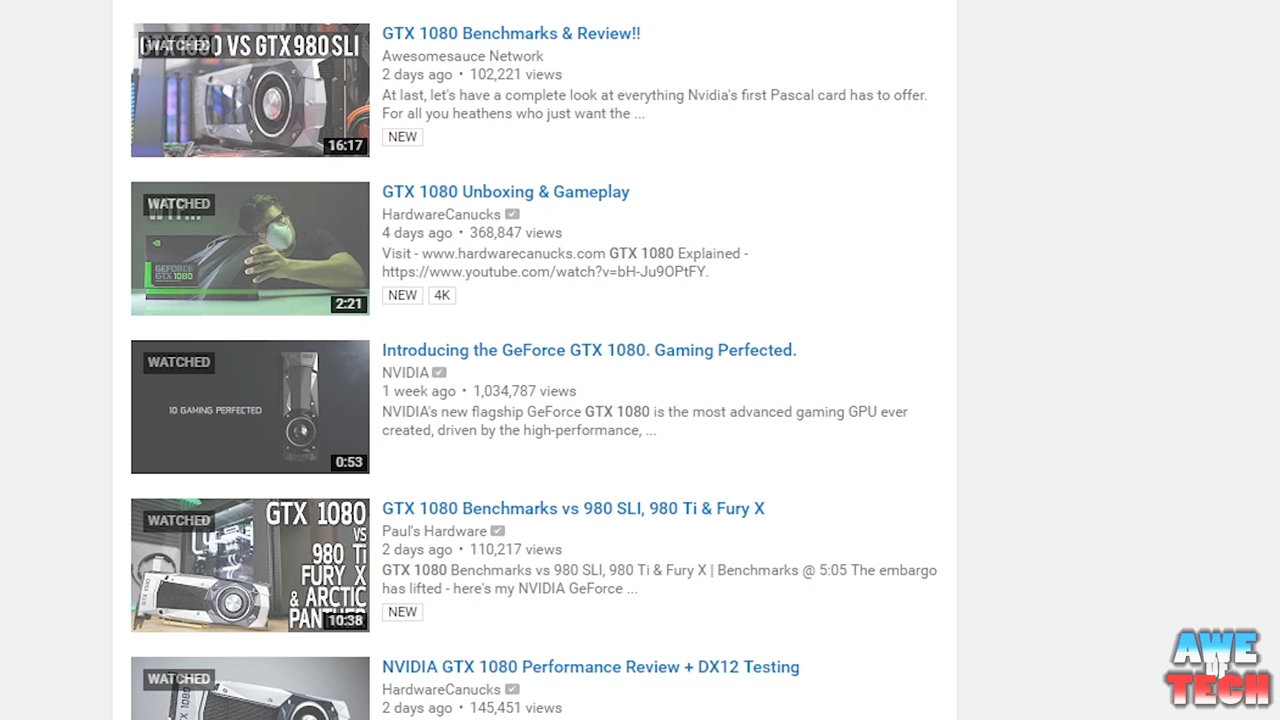 WATCHED
VS GTX 980 SLI
16:17
GTX 1080 Benchmarks & Review!!
Awesomesauce Network
2 days ago • 102,221 views
At last, let's have a complete look at everything Nvidia's first Pascal card has to offer.
For all you heathens who just want the ...
NEW
WATCHED
GEFORCE
GTX 1080
2:21
GTX 1080 Unboxing & Gameplay
HardwareCanucks
4 days ago • 368,847 views
Visit - www.hardwarecanucks.com GTX 1080 Explained -
https://www.youtube.com/watch?v=bH-Ju9OPtFY.
NEW 4K
WATCHED
10 GAMING PERFECTED
0:53
Introducing the GeForce GTX 1080. Gaming Perfected.
NVIDIA
1 week ago • 1,034,787 views
NVIDIA's new flagship GeForce GTX 1080 is the most advanced gaming GPU ever
created, driven by the high-performance, ...
WATCHED
GTX 1080
VS
980 Ti
FURY X
& ARCTIC
10:38
GTX 1080 Benchmarks vs 980 SLI, 980 Ti & Fury X
Paul's Hardware
2 days ago • 110,217 views
GTX 1080 Benchmarks vs 980 SLI, 980 Ti & Fury X | Benchmarks @ 5:05 The embargo
has lifted - here's my NVIDIA GeForce ...
NEW
WATCHED
NVIDIA GTX 1080 Performance Review + DX12 Testing
HardwareCanucks
2 days ago • 145,451 views
AWE
OF
TECH